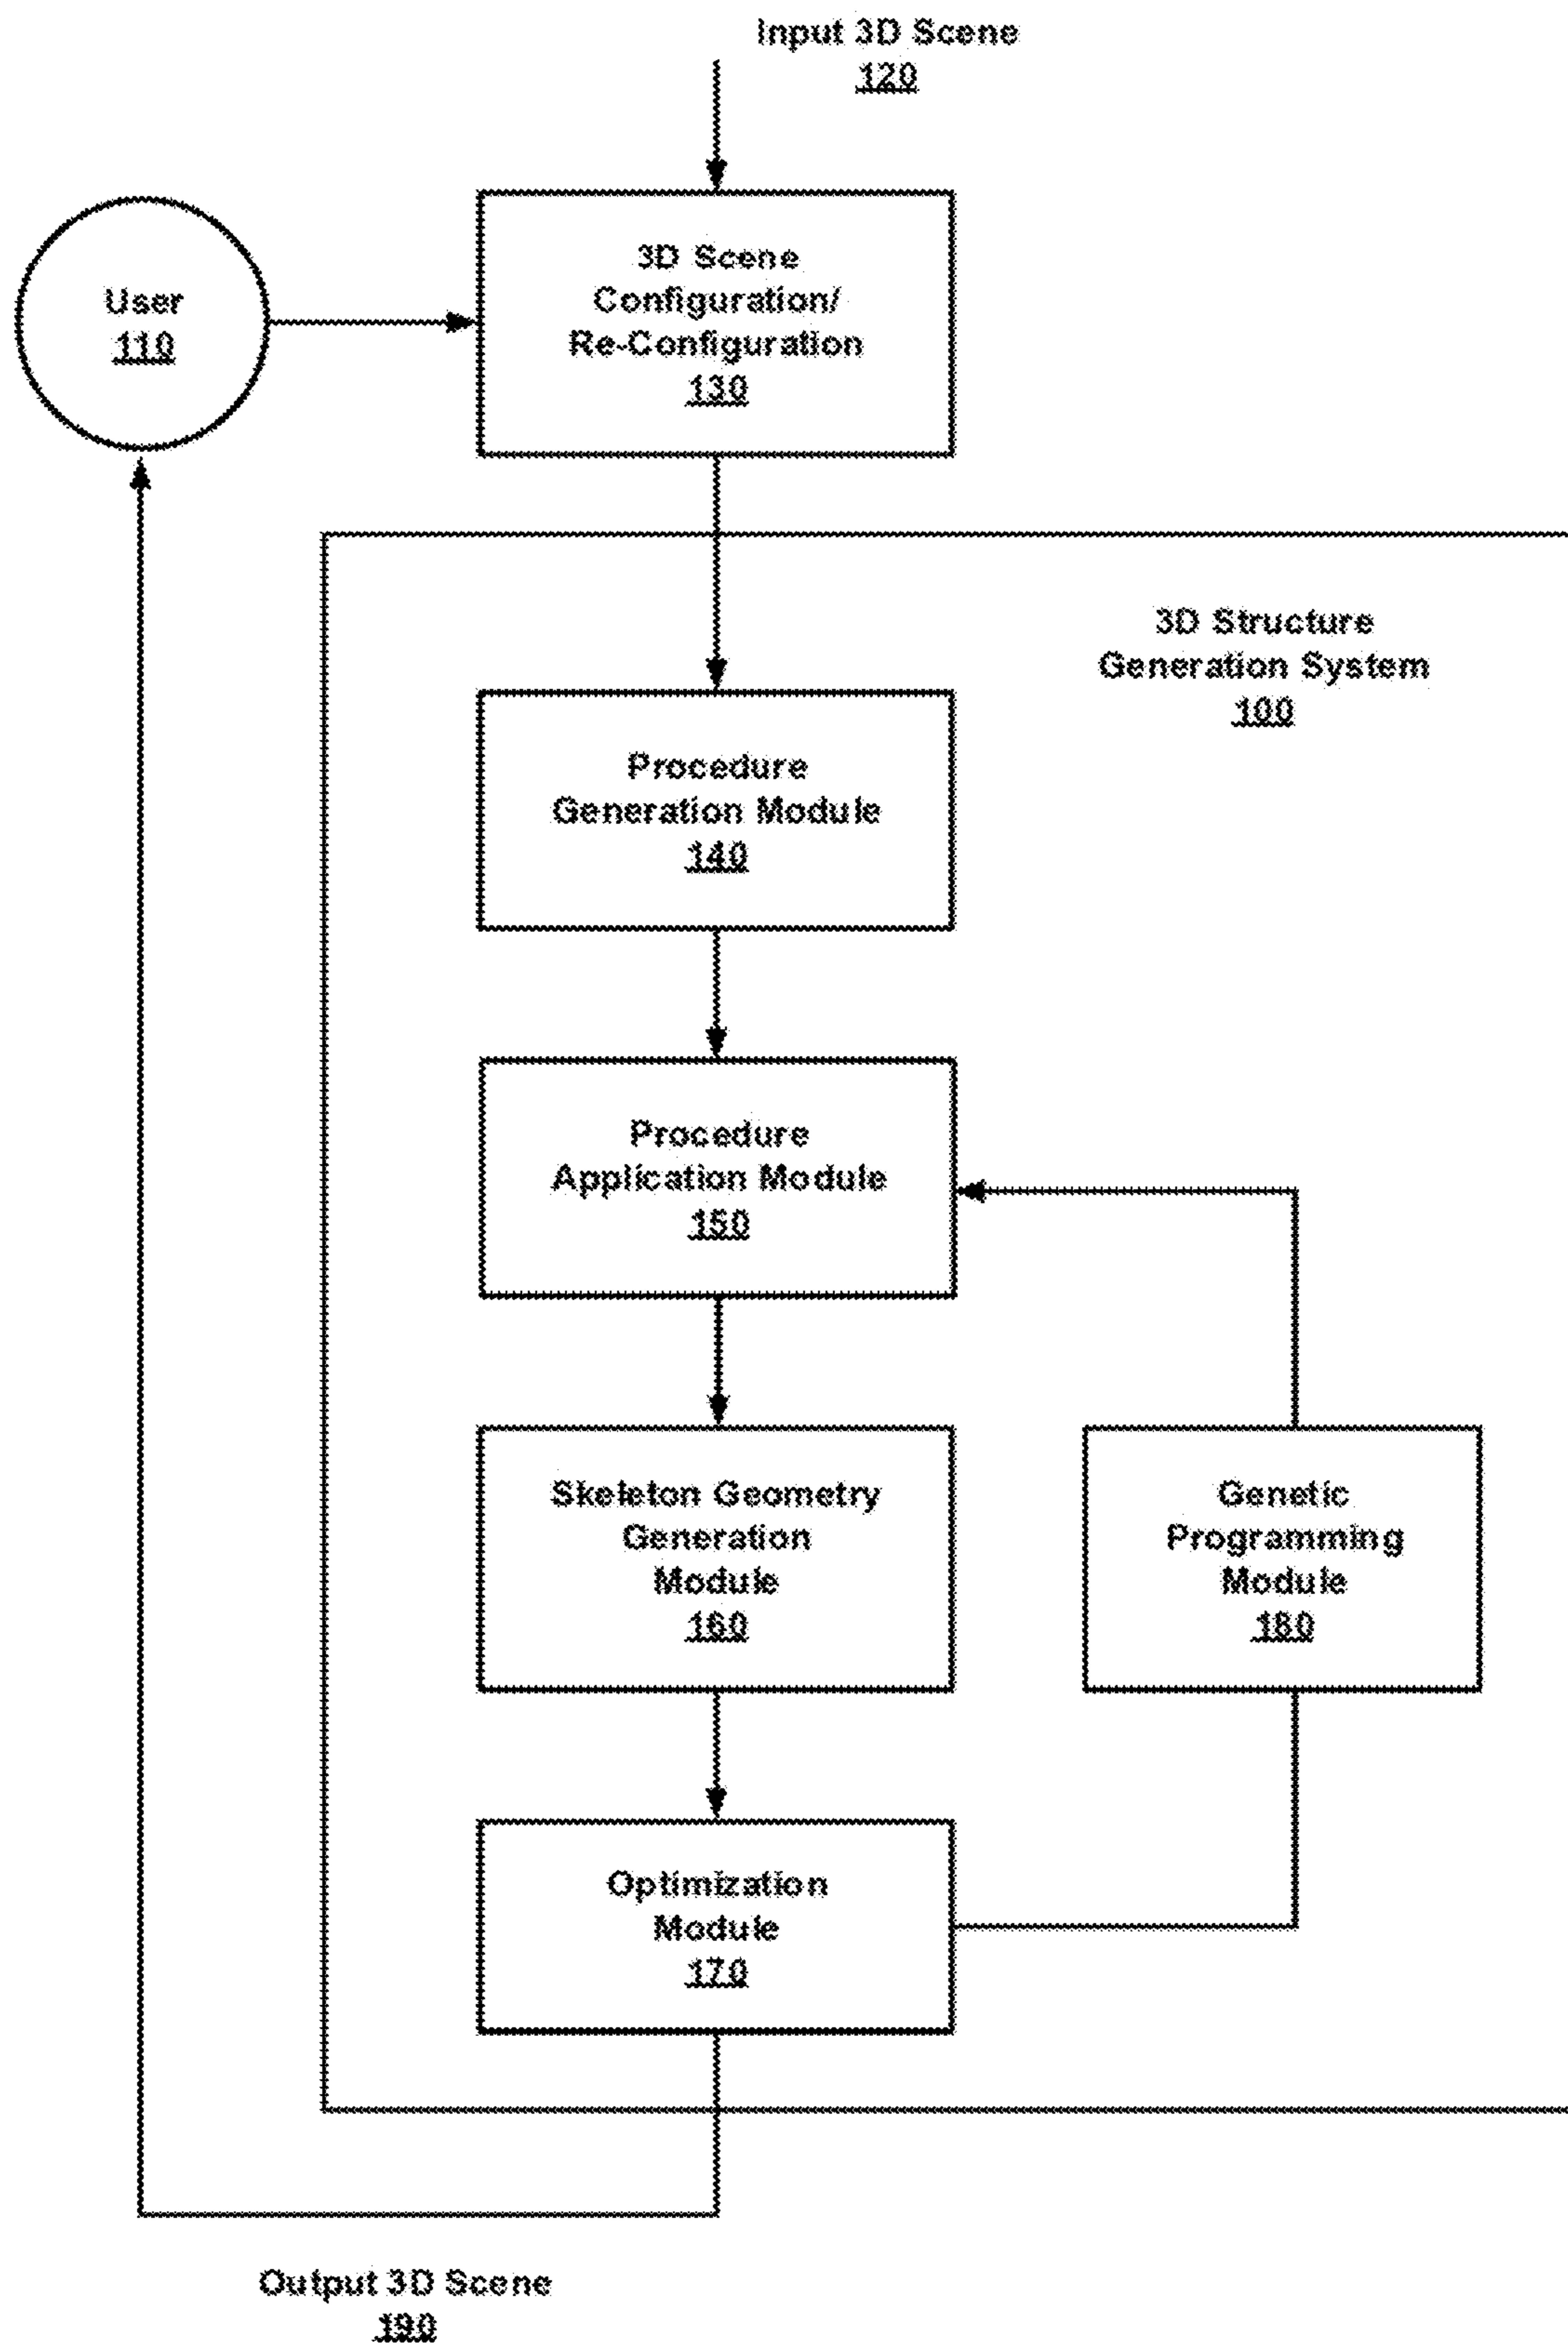 Input 3D Scene
120
User
110
3D Scene
Configuration/
Re-Configuration
130
3D Structure
Generation System
100
Procedure
Generation Module
140
Procedure
Application Module
150
Skeleton Geometry
Generation
Module
160
Genetic
Programming
Module
180
Optimization
Module
170
Output 3D Scene
190